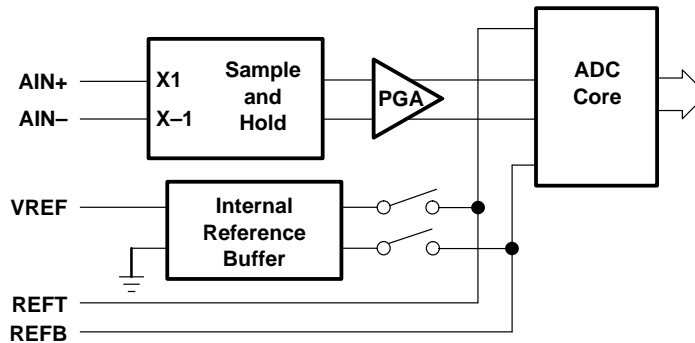 AIN+
AIN–
X1
X–1
Sample
and
Hold
PGA
ADC
Core
VREF
Internal
Reference
Buffer
REFT
REFB